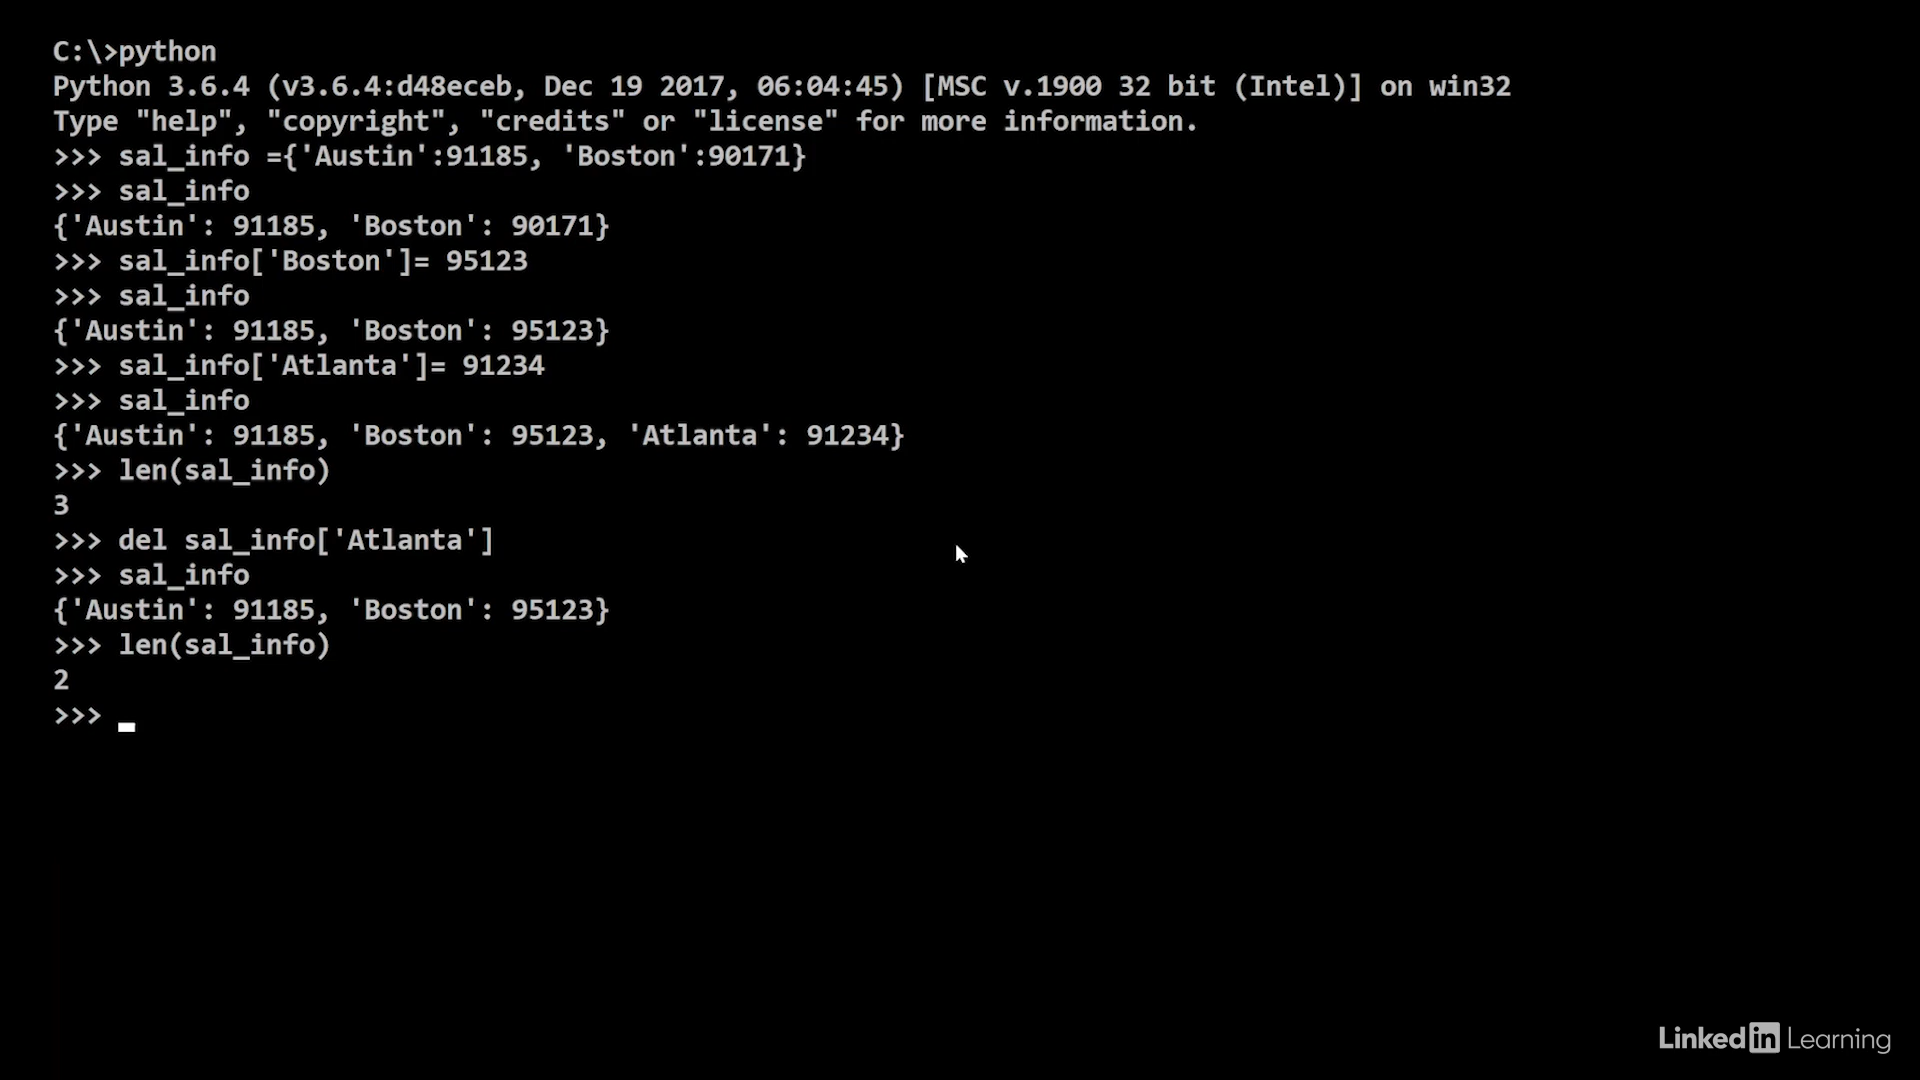 C:\>python
Python 3.6.4 (v3.6.4:d48eceb, Dec 19 2017, 06:04:45) [MSC v.1900 32 bit (Intel)] on win32
Type "help", "copyright", "credits" or "license" for more information.
>>> sal_info ={'Austin':91185, 'Boston':90171}
>>> sal_info
{'Austin': 91185, 'Boston': 90171}
>>> sal_info['Boston']= 95123
>>> sal_info
{'Austin': 91185, 'Boston': 95123}
>>> sal_info['Atlanta']= 91234
>>> sal_info
{'Austin': 91185, 'Boston': 95123, 'Atlanta': 91234}
>>> len(sal_info)
3
>>> del sal_info['Atlanta']
>>> sal_info
{'Austin': 91185, 'Boston': 95123}
>>> len(sal_info)
2
>>>
Linked in Learning